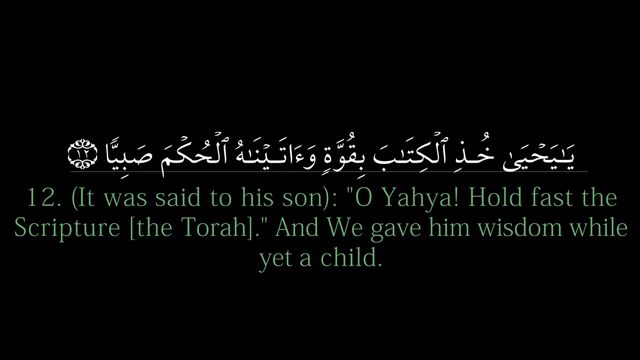 يَـٰيَحْيَىٰ خُذِ ٱلْكِتَـٰبَ بِقُوَّةٍۢ وَءَاتَيْنَـٰهُ ٱلْحُكْمَ صَبِيًّا ١٢
12. (It was said to his son): "O Yahya! Hold fast the
Scripture [the Torah]." And We gave him wisdom while
yet a child.